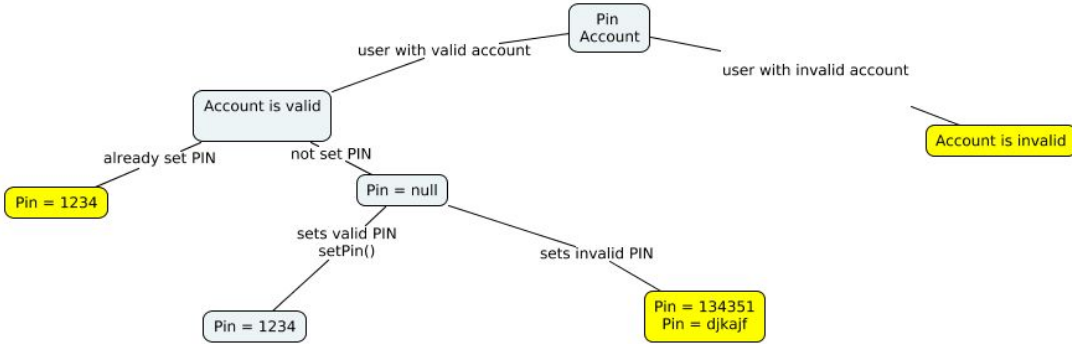 Pin
Account
user with valid account
user with invalid account
Account is valid
Account is invalid
already set PIN
not set PIN
Pin = 1234
Pin = null
sets valid PIN
setPin()
sets invalid PIN
Pin = 1234
Pin = 134351
Pin = djkajf